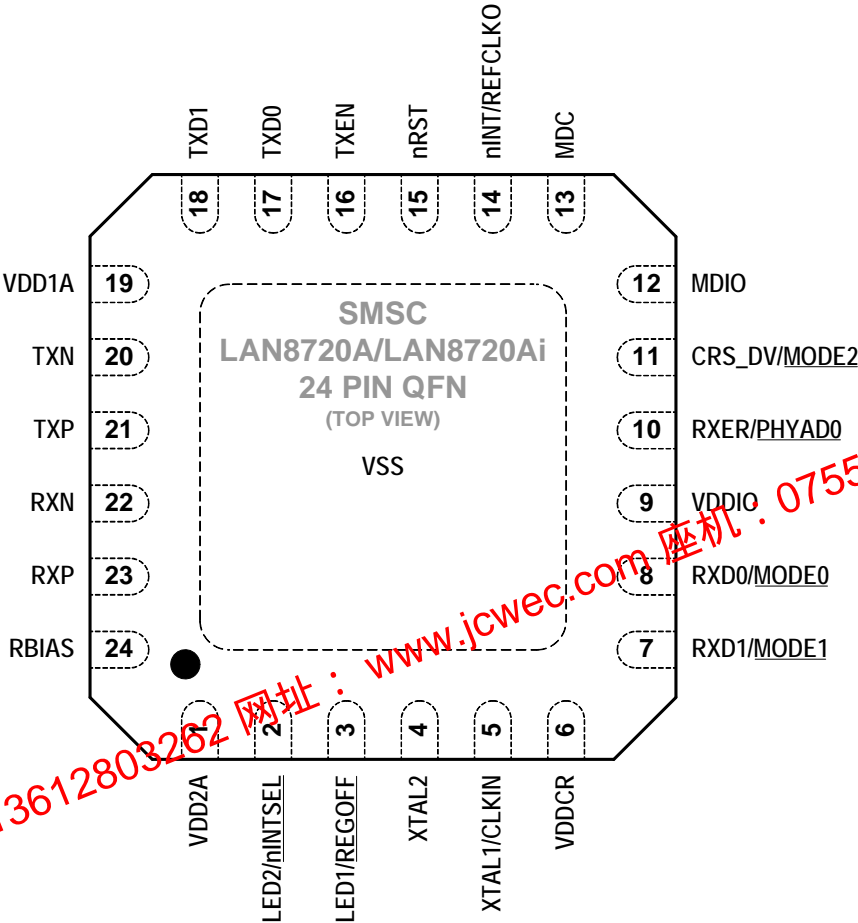 TXD1
TXD0
TXEN
nRST
nINT/REFCLKO
MDC
18
17
16
15
14
13
VDD1A 19
TXN 20
TXP 21
RXN 22
RXP 23
RBIAS 24
SMSC
LAN8720A/LAN8720Ai
24 PIN QFN
(TOP VIEW)
VSS
12 MDIO
11 CRS_DV/MODE2
10 RXER/PHYAD0
9 VDDIO
8 RXD0/MODE0
7 RXD1/MODE1
1
2
3
4
5
6
VDD2A
LED2/nINTSEL
LED1/REGOFF
XTAL2
XTAL1/CLKIN
VDDCR
13612803262 网址： www.jcwec.com 座机：0755